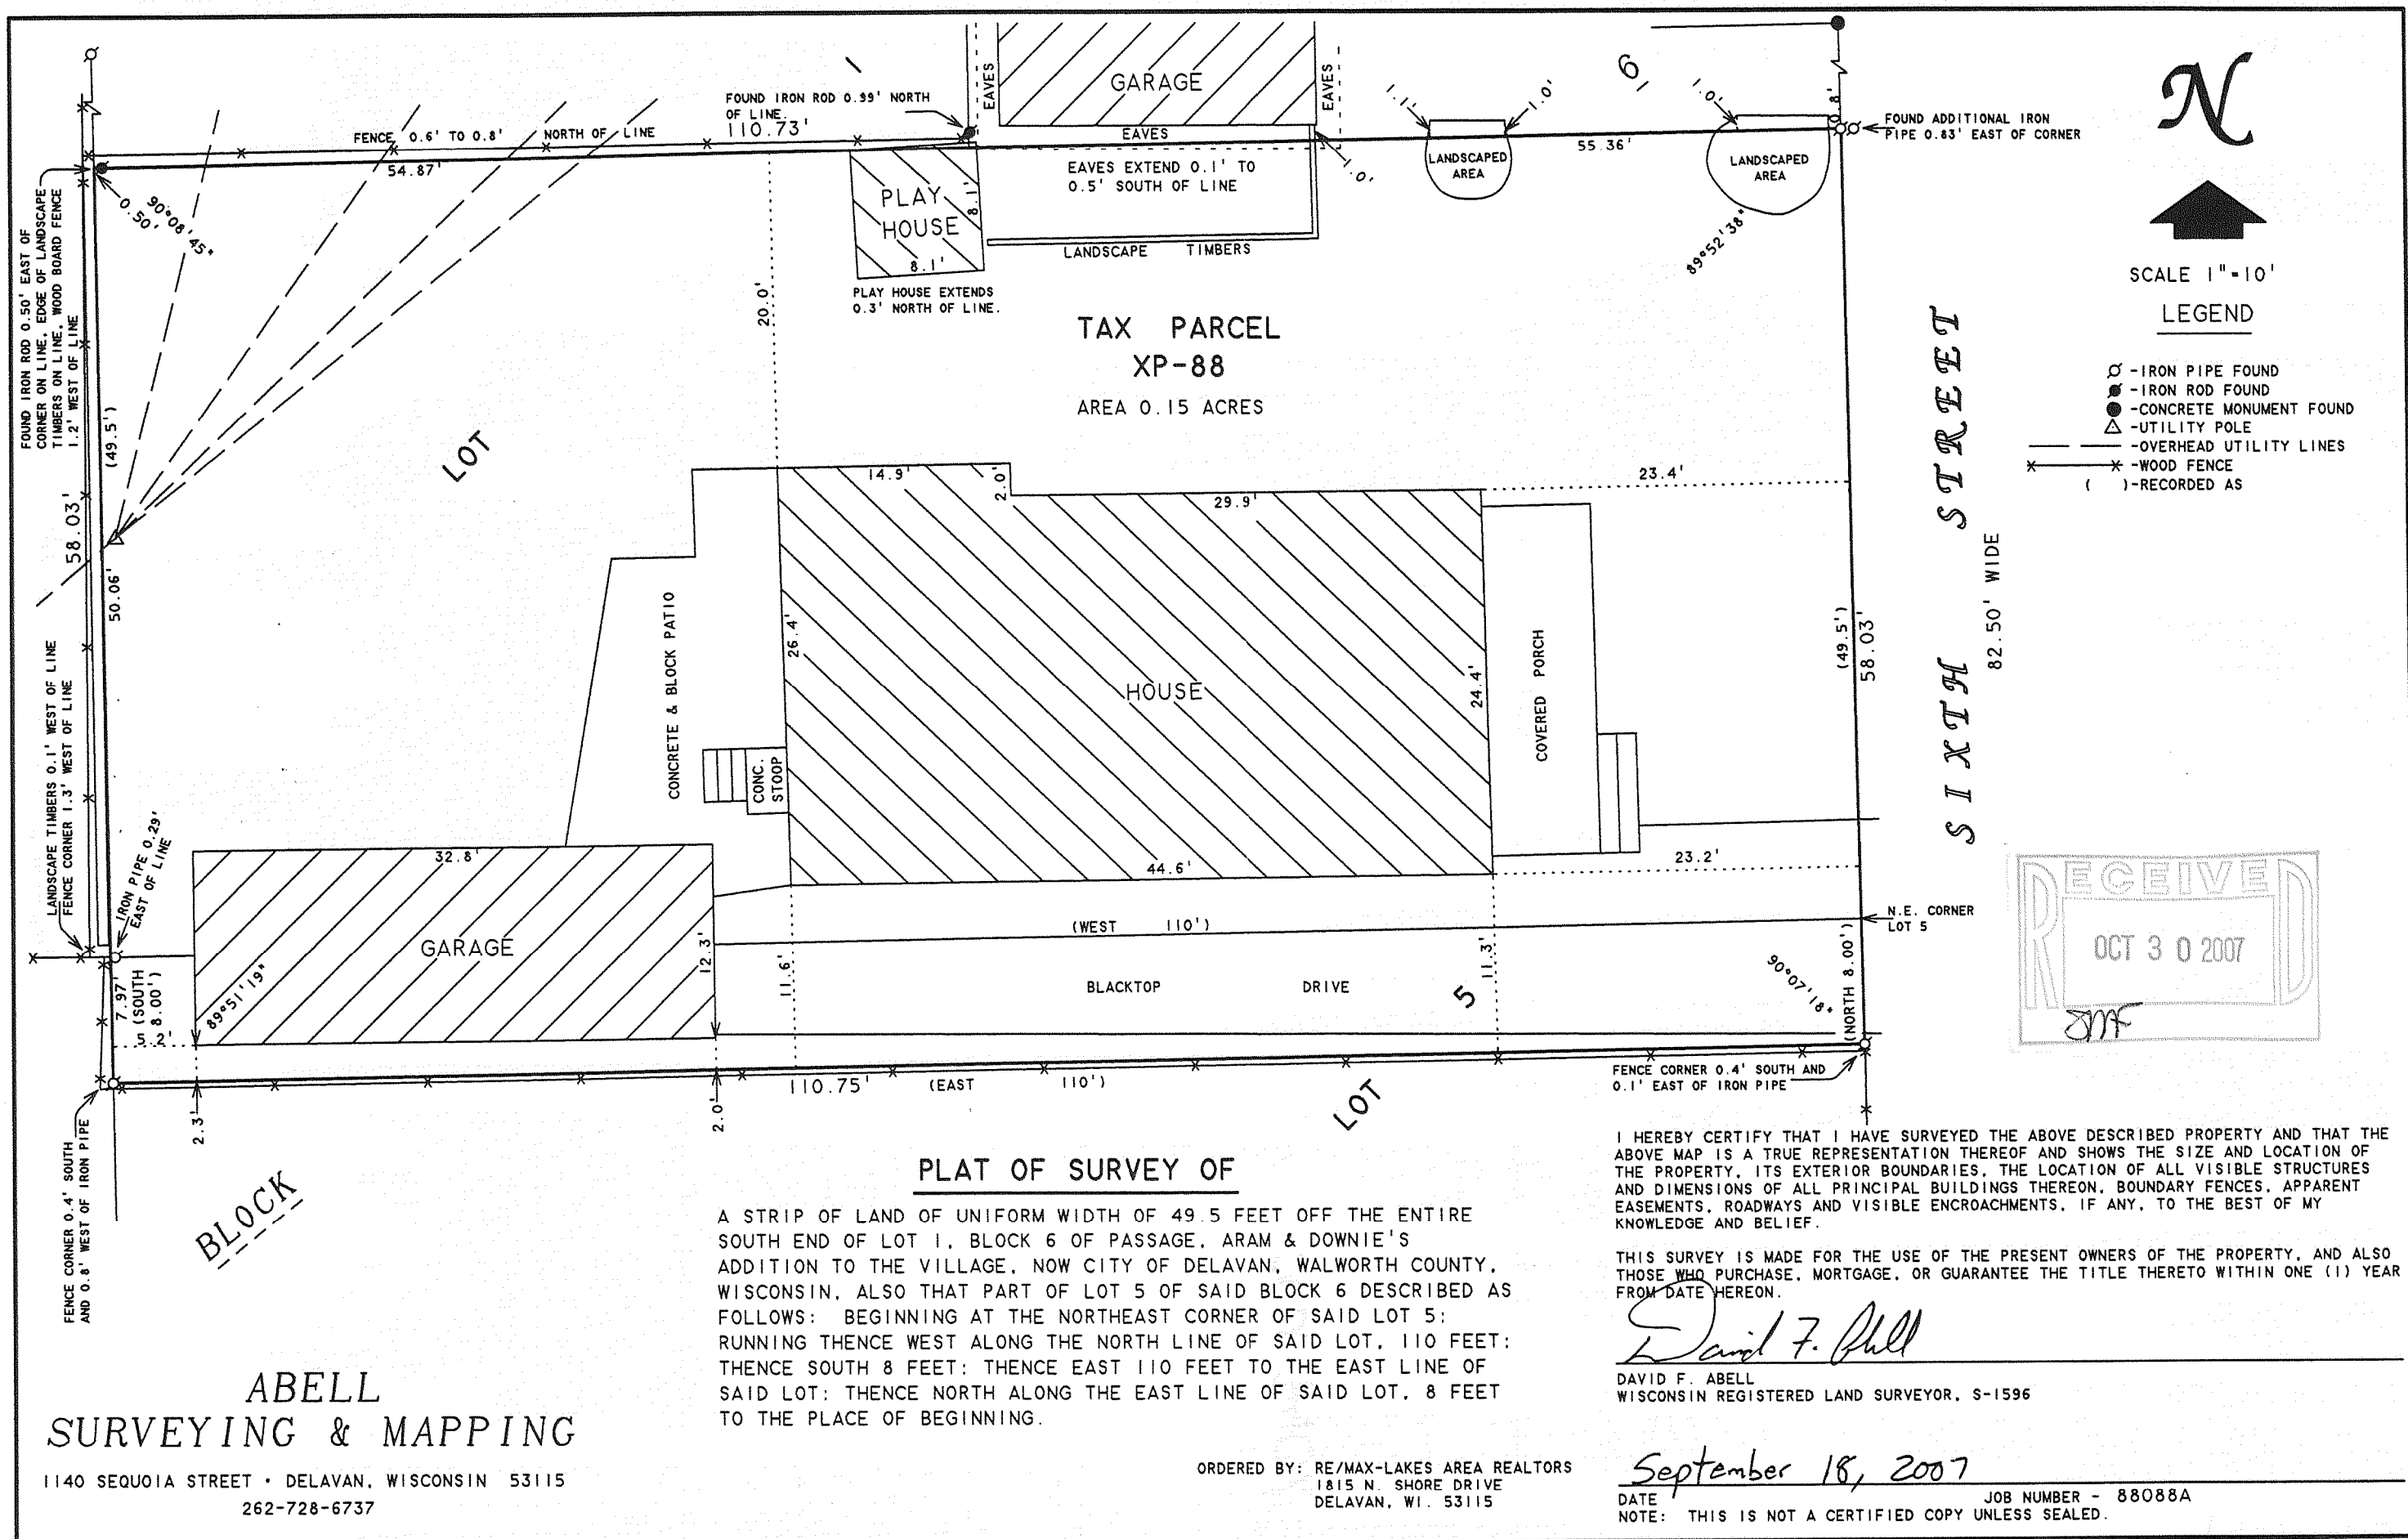 FOUND IRON ROD 0.99' NORTH
OF LINE.
110.73'
FENCE 0.6' TO 0.8' NORTH OF LINE
54.87'
1
EAVES
GARAGE
EAVES
EAVES
EAVES EXTEND 0.1' TO
0.5' SOUTH OF LINE
1.0'
1.1'
1.0'
LANDSCAPED
AREA
55.36'
6
1.0'
0.8'
LANDSCAPED
AREA
FOUND ADDITIONAL IRON
PIPE 0.83' EAST OF CORNER
89°52'38"
PLAY
HOUSE
8.1'
8.1'
PLAY HOUSE EXTENDS
0.3' NORTH OF LINE.
LANDSCAPE TIMBERS
FOUND IRON ROD 0.50' EAST OF
CORNER ON LINE, EDGE OF LANDSCAPE
TIMBERS ON LINE, WOOD BOARD FENCE
1.2' WEST OF LINE
0.50'
90°08'45"
20.0'
TAX PARCEL
XP-88
AREA 0.15 ACRES
N
SCALE 1"=10'
LEGEND
-IRON PIPE FOUND
-IRON ROD FOUND
-CONCRETE MONUMENT FOUND
-UTILITY POLE
-OVERHEAD UTILITY LINES
-WOOD FENCE
( )-RECORDED AS
SIXTH STREET
82.50' WIDE
(49.5')
58.03'
50.06'
LOT
14.9'
2.0'
29.9'
23.4'
CONCRETE & BLOCK PATIO
26.4'
HOUSE
24.4'
COVERED PORCH
(49.5')
58.03'
CONC.
STOOP
44.6'
23.2'
LANDSCAPE TIMBERS 0.1' WEST OF LINE
FENCE CORNER 1.3' WEST OF LINE
IRON PIPE 0.29'
EAST OF LINE
32.8'
GARAGE
89°51'19"
7.97'
(SOUTH
8.00')
5.2'
12.3'
11.6'
(WEST 110')
BLACKTOP DRIVE
5
11.3'
90°07'18"
(NORTH 8.00')
N.E. CORNER
LOT 5
RECEIVED
OCT 30 2007
110.75' (EAST 110')
2.3'
2.0'
LOT
FENCE CORNER 0.4' SOUTH AND
0.1' EAST OF IRON PIPE
FENCE CORNER 0.4' SOUTH
AND 0.8' WEST OF IRON PIPE
BLOCK
PLAT OF SURVEY OF
A STRIP OF LAND OF UNIFORM WIDTH OF 49.5 FEET OFF THE ENTIRE
SOUTH END OF LOT 1, BLOCK 6 OF PASSAGE, ARAM & DOWNIE'S
ADDITION TO THE VILLAGE, NOW CITY OF DELAVAN, WALWORTH COUNTY,
WISCONSIN, ALSO THAT PART OF LOT 5 OF SAID BLOCK 6 DESCRIBED AS
FOLLOWS: BEGINNING AT THE NORTHEAST CORNER OF SAID LOT 5;
RUNNING THENCE WEST ALONG THE NORTH LINE OF SAID LOT, 110 FEET;
THENCE SOUTH 8 FEET; THENCE EAST 110 FEET TO THE EAST LINE OF
SAID LOT; THENCE NORTH ALONG THE EAST LINE OF SAID LOT, 8 FEET
TO THE PLACE OF BEGINNING.
I HEREBY CERTIFY THAT I HAVE SURVEYED THE ABOVE DESCRIBED PROPERTY AND THAT THE
ABOVE MAP IS A TRUE REPRESENTATION THEREOF AND SHOWS THE SIZE AND LOCATION OF
THE PROPERTY, ITS EXTERIOR BOUNDARIES, THE LOCATION OF ALL VISIBLE STRUCTURES
AND DIMENSIONS OF ALL PRINCIPAL BUILDINGS THEREON, BOUNDARY FENCES, APPARENT
EASEMENTS, ROADWAYS AND VISIBLE ENCROACHMENTS, IF ANY, TO THE BEST OF MY
KNOWLEDGE AND BELIEF.
THIS SURVEY IS MADE FOR THE USE OF THE PRESENT OWNERS OF THE PROPERTY, AND ALSO
THOSE WHO PURCHASE, MORTGAGE, OR GUARANTEE THE TITLE THERETO WITHIN ONE (1) YEAR
FROM DATE HEREON.
David F. Abell
DAVID F. ABELL
WISCONSIN REGISTERED LAND SURVEYOR, S-1596
ABELL
SURVEYING & MAPPING
1140 SEQUOIA STREET • DELAVAN, WISCONSIN 53115
262-728-6737
ORDERED BY: RE/MAX-LAKES AREA REALTORS
1815 N. SHORE DRIVE
DELAVAN, WI. 53115
September 18, 2007
DATE JOB NUMBER - 88088A
NOTE: THIS IS NOT A CERTIFIED COPY UNLESS SEALED.